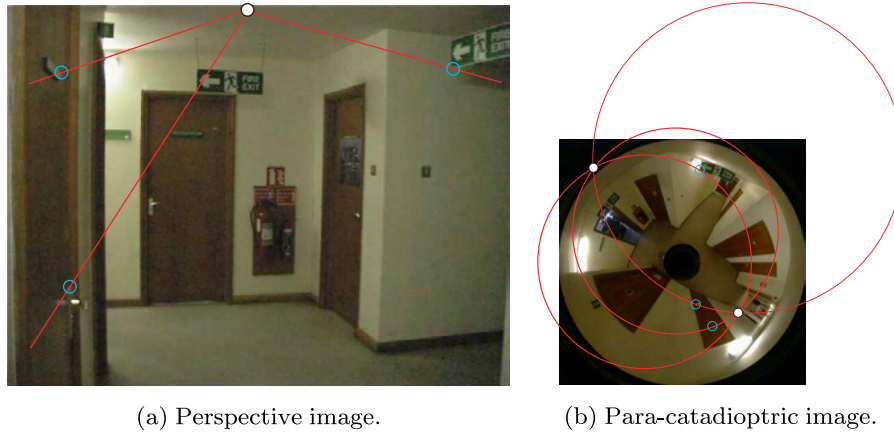 FIRE
EXIT
FIRE
EXIT
(a) Perspective image.
(b) Para-catadioptric image.